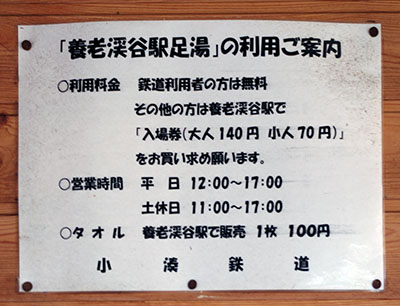 「養老渓谷駅足湯」の利用ご案内
○利用料金 鉄道利用者の方は無料
その他の方は養老渓谷駅で
「入場券(大人140円 小人70円)」
をお買い求め願います。
○営業時間 平 日 12:00～17:00
土休日 11:00～17:00
○タ オ ル 養老渓谷駅で販売 1枚 100円
小 湊 鉄 道